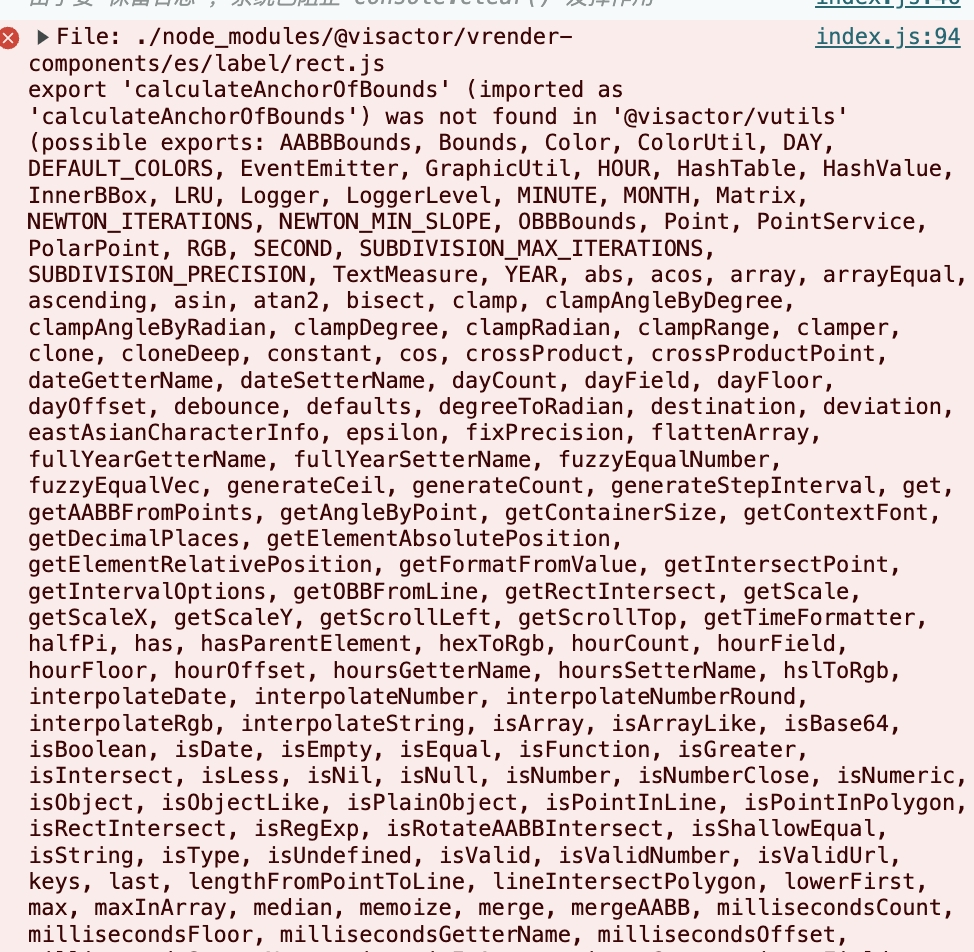 index.js:94
▶ File: ./node_modules/@visactor/vrender-
components/es/label/rect.js
export 'calculateAnchorOfBounds' (imported as
'calculateAnchorOfBounds') was not found in '@visactor/vutils'
(possible exports: AABBBounds, Bounds, Color, ColorUtil, DAY,
DEFAULT_COLORS, EventEmitter, GraphicUtil, HOUR, HashTable, HashValue,
InnerBBox, LRU, Logger, LoggerLevel, MINUTE, MONTH, Matrix,
NEWTON_ITERATIONS, NEWTON_MIN_SLOPE, OBBBounds, Point, PointService,
PolarPoint, RGB, SECOND, SUBDIVISION_MAX_ITERATIONS,
SUBDIVISION_PRECISION, TextMeasure, YEAR, abs, acos, array, arrayEqual,
ascending, asin, atan2, bisect, clamp, clampAngleByDegree,
clampAngleByRadian, clampDegree, clampRadian, clampRange, clamper,
clone, cloneDeep, constant, cos, crossProduct, crossProductPoint,
dateGetterName, dateSetterName, dayCount, dayField, dayFloor,
dayOffset, debounce, defaults, degreeToRadian, destination, deviation,
eastAsianCharacterInfo, epsilon, fixPrecision, flattenArray,
fullYearGetterName, fullYearSetterName, fuzzyEqualNumber,
fuzzyEqualVec, generateCeil, generateCount, generateStepInterval, get,
getAABBFromPoints, getAngleByPoint, getContainerSize, getContextFont,
getDecimalPlaces, getElementAbsolutePosition,
getElementRelativePosition, getFormatFromValue, getIntersectPoint,
getIntervalOptions, getOBBFromLine, getRectIntersect, getScale,
getScaleX, getScaleY, getScrollLeft, getScrollTop, getTimeFormatter,
halfPi, has, hasParentElement, hexToRgb, hourCount, hourField,
hourFloor, hourOffset, hoursGetterName, hoursSetterName, hslToRgb,
interpolateDate, interpolateNumber, interpolateNumberRound,
interpolateRgb, interpolateString, isArray, isArrayLike, isBase64,
isBoolean, isDate, isEmpty, isEqual, isFunction, isGreater,
isIntersect, isLess, isNil, isNull, isNumber, isNumberClose, isNumeric,
isObject, isObjectLike, isPlainObject, isPointInLine, isPointInPolygon,
isRectIntersect, isRegExp, isRotateAABBIntersect, isShallowEqual,
isString, isType, isUndefined, isValid, isValidNumber, isValidUrl,
keys, last, lengthFromPointToLine, lineIntersectPolygon, lowerFirst,
max, maxInArray, median, memoize, merge, mergeAABB, millisecondsCount,
millisecondsFloor, millisecondsGetterName, millisecondsOffset,